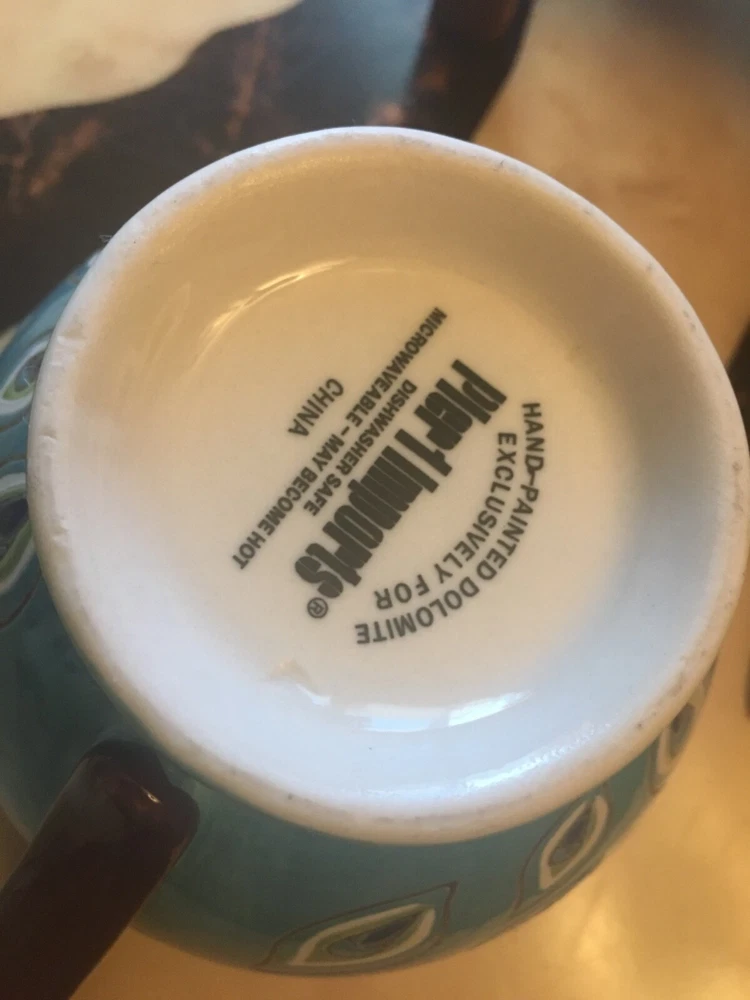 HAND-PAINTED DOLOMITE
EXCLUSIVELY FOR
Pier 1 Imports®
DISHWASHER SAFE
MICROWAVEABLE - MAY BECOME HOT
CHINA